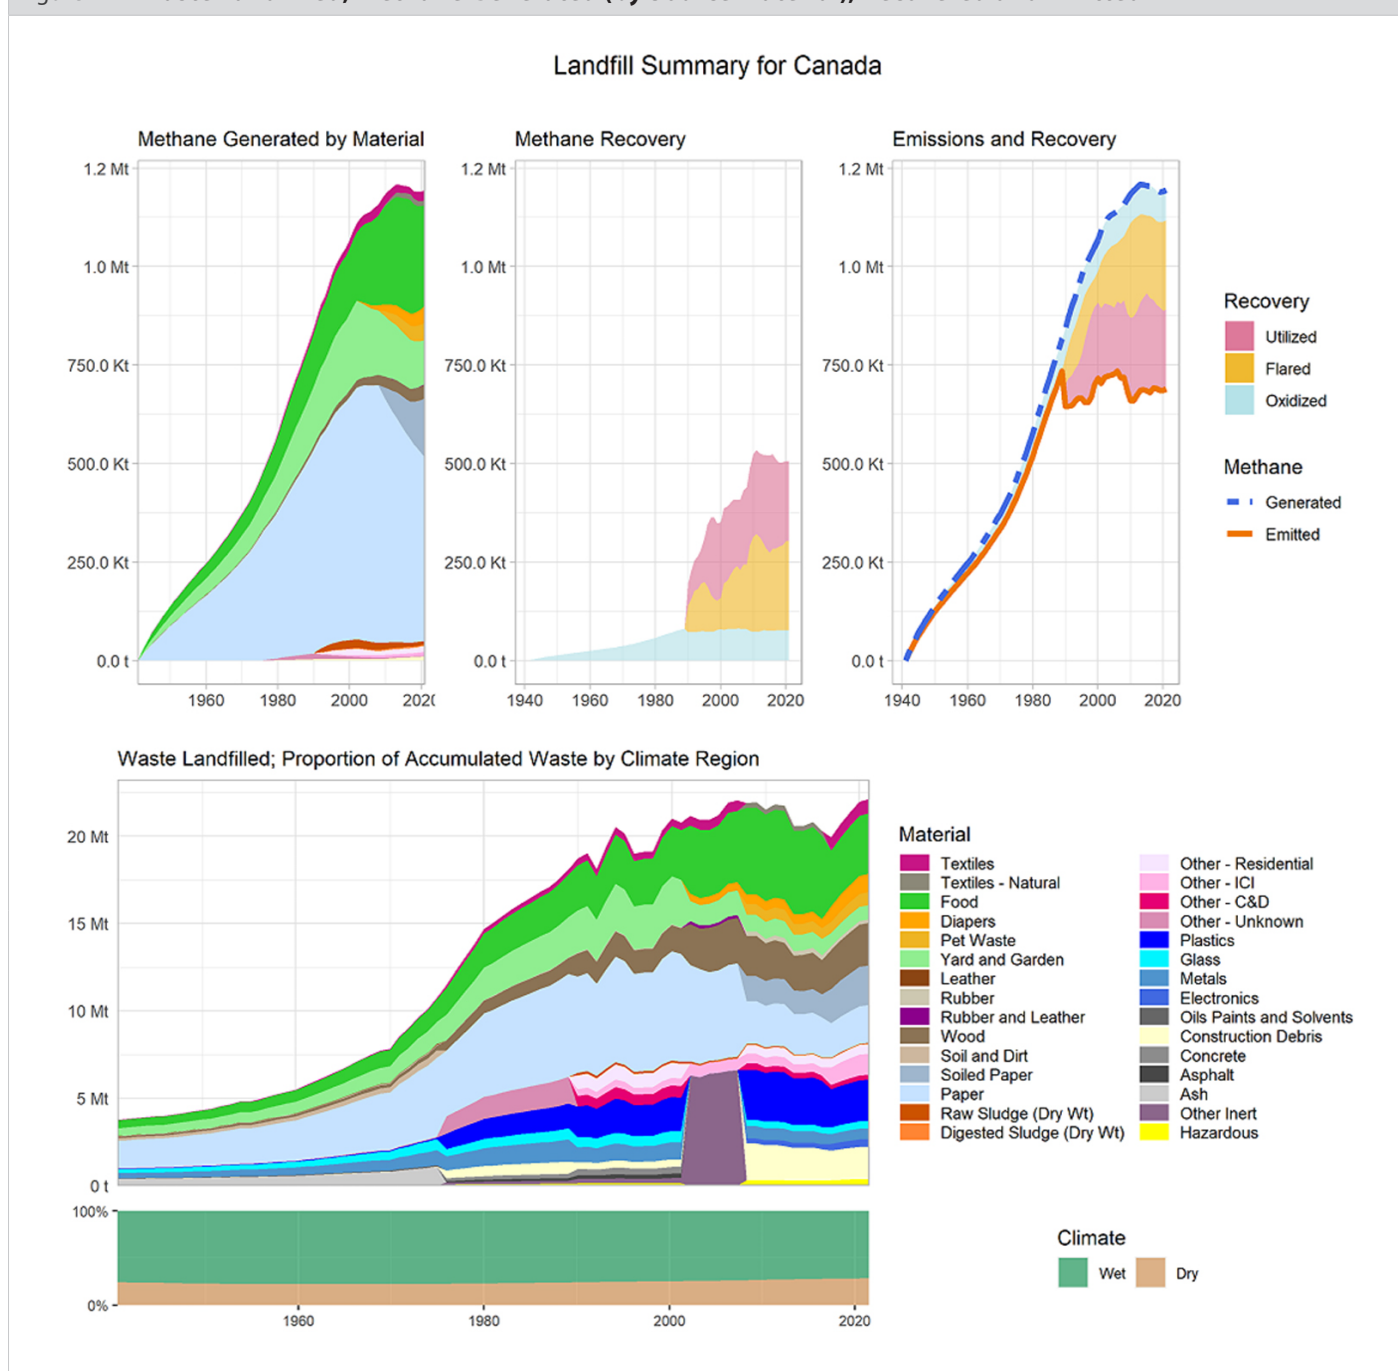 Landfill Summary for Canada
Methane Generated by Material
Methane Recovery
Emissions and Recovery
1.2 Mt
1.0 Mt
750.0 Kt
500.0 Kt
250.0 Kt
0.0 t
1960
1980
2000
1.2 Mt
1.0 Mt
750.0 Kt
500.0 Kt
250.0 Kt
0.0 t
1940
1960
1980
2000
2020
1.2 Mt
1.0 Mt
750.0 Kt
500.0 Kt
250.0 Kt
0.0 t
1940
1960
1980
2000
2020
Recovery
Utilized
Flared
Oxidized
Methane
Generated
Emitted
Waste Landfilled; Proportion of Accumulated Waste by Climate Region
20 Mt
15 Mt
10 Mt
5 Mt
0 t
100%
0%
1960
1980
2000
2020
Material
Textiles
Textiles - Natural
Food
Diapers
Pet Waste
Yard and Garden
Leather
Rubber
Rubber and Leather
Wood
Soil and Dirt
Soiled Paper
Paper
Raw Sludge (Dry Wt)
Digested Sludge (Dry Wt)
Other - Residential
Other - ICI
Other - C&D
Other - Unknown
Plastics
Glass
Metals
Electronics
Oils Paints and Solvents
Construction Debris
Concrete
Asphalt
Ash
Other Inert
Hazardous
Climate
Wet
Dry